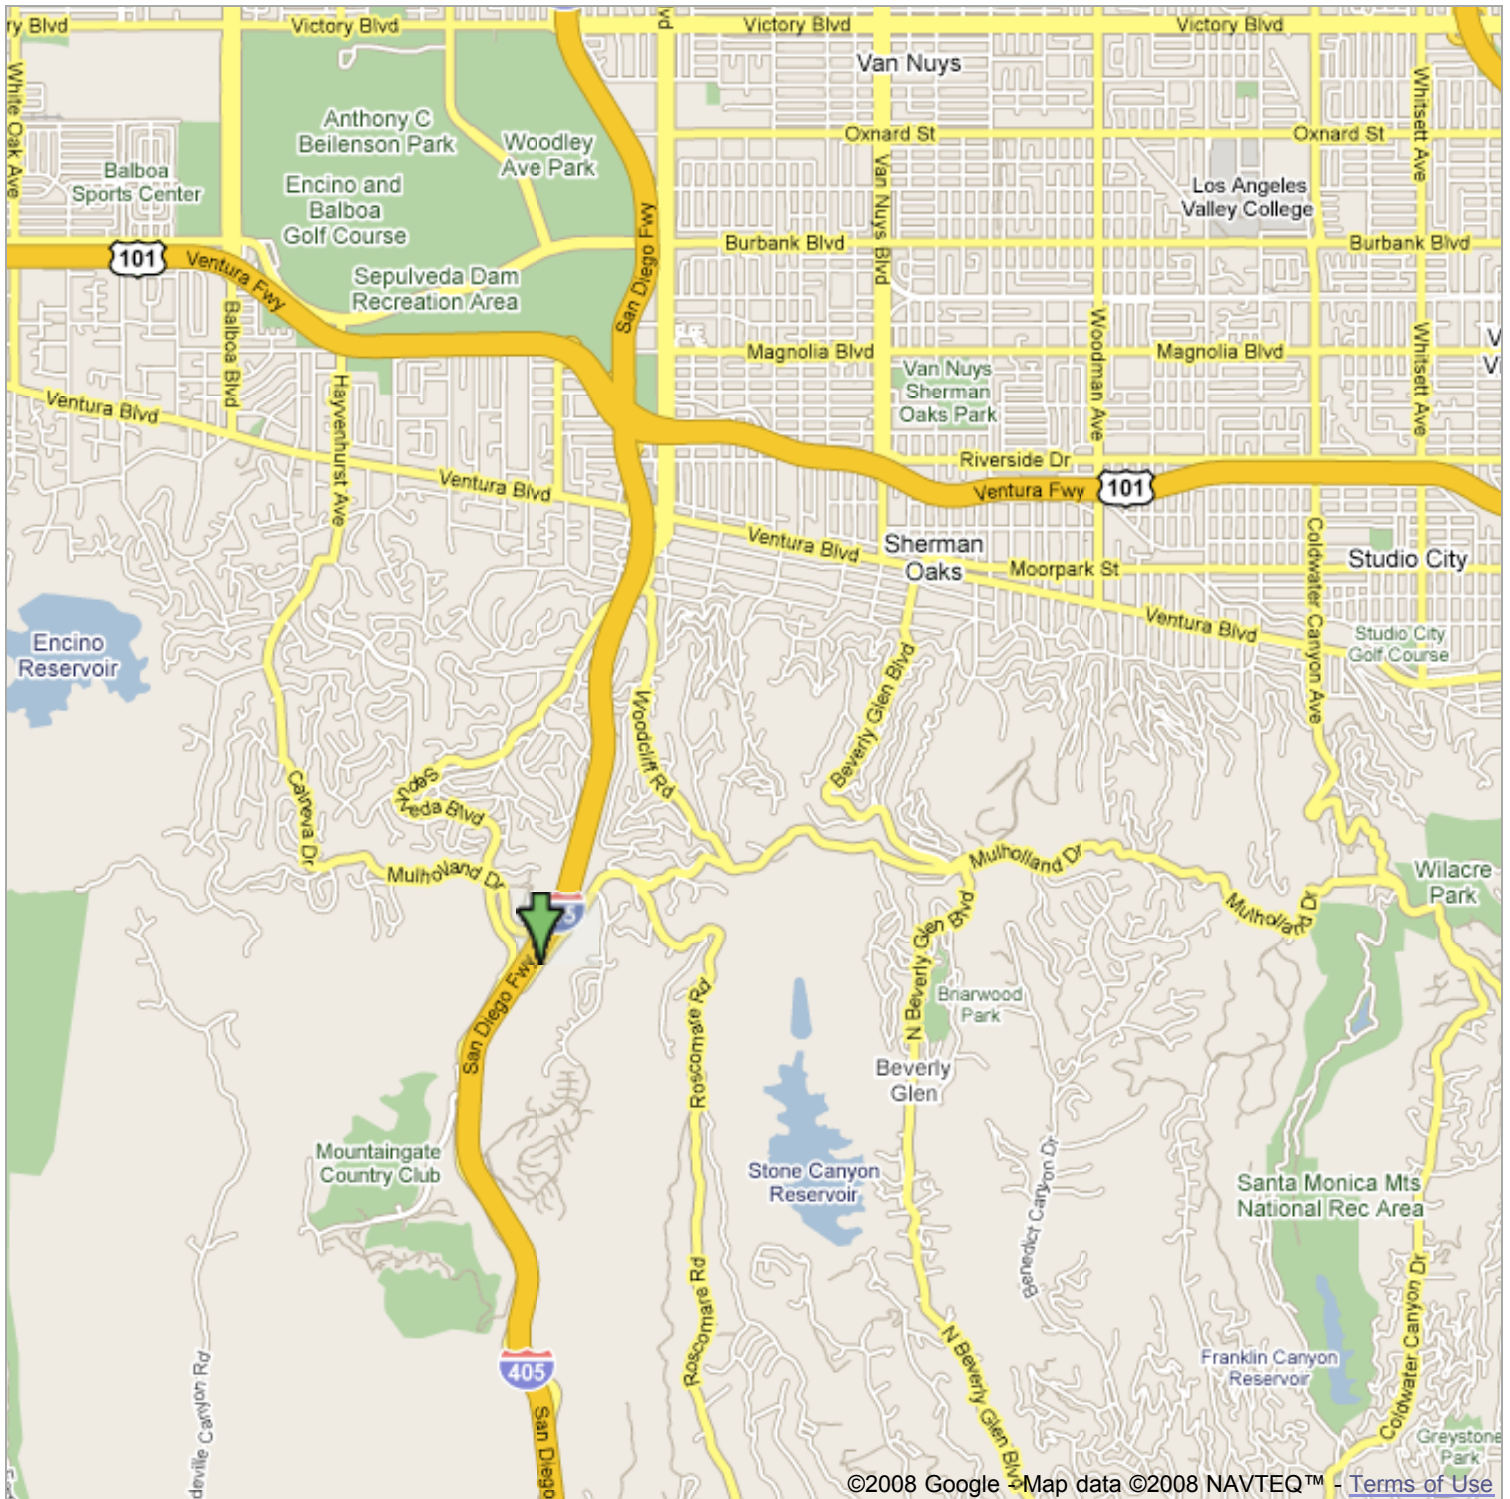 ry Blvd
Victory Blvd
Victory Blvd
Victory Blvd
Van Nuys
White Oak Ave
Anthony C
Beilenson Park
Woodley
Ave Park
Oxnard St
Oxnard St
Whitsett Ave
Balboa
Sports Center
Encino and
Balboa
Golf Course
Van Nuys Blvd
Los Angeles
Valley College
San Diego Fwy
Burbank Blvd
Burbank Blvd
101
Ventura Fwy
Sepulveda Dam
Recreation Area
Balboa Blvd
Magnolia Blvd
Magnolia Blvd
Woodman Ave
Whitsett Ave
Van Nuys
Sherman
Oaks Park
Ventura Blvd
Hayvenhurst Ave
Riverside Dr
Ventura Blvd
Ventura Fwy
101
Ventura Blvd
Sherman
Oaks
Moorpark St
Studio City
Coldwater Canyon Ave
Ventura Blvd
Studio City
Golf Course
Encino
Reservoir
Beverly Glen Blvd
Woodcliff Rd
Calneva Dr
Sepulveda Blvd
Mulholland Dr
Mulholland Dr
Wilacre
Park
Mulholland Dr
N Beverly Glen Blvd
San Diego Fwy
Roscomare Rd
Briarwood
Park
Beverly
Glen
Mountaingate
Country Club
Stone Canyon
Reservoir
Benedict Canyon Dr
Santa Monica Mts
National Rec Area
Roscomare Rd
Coldwater Canyon Dr
N Beverly Glen Blvd
405
Franklin Canyon
Reservoir
deville Canyon Rd
San Diego
Greystone
Park
©2008 Google - Map data ©2008 NAVTEQ™ - Terms of Use